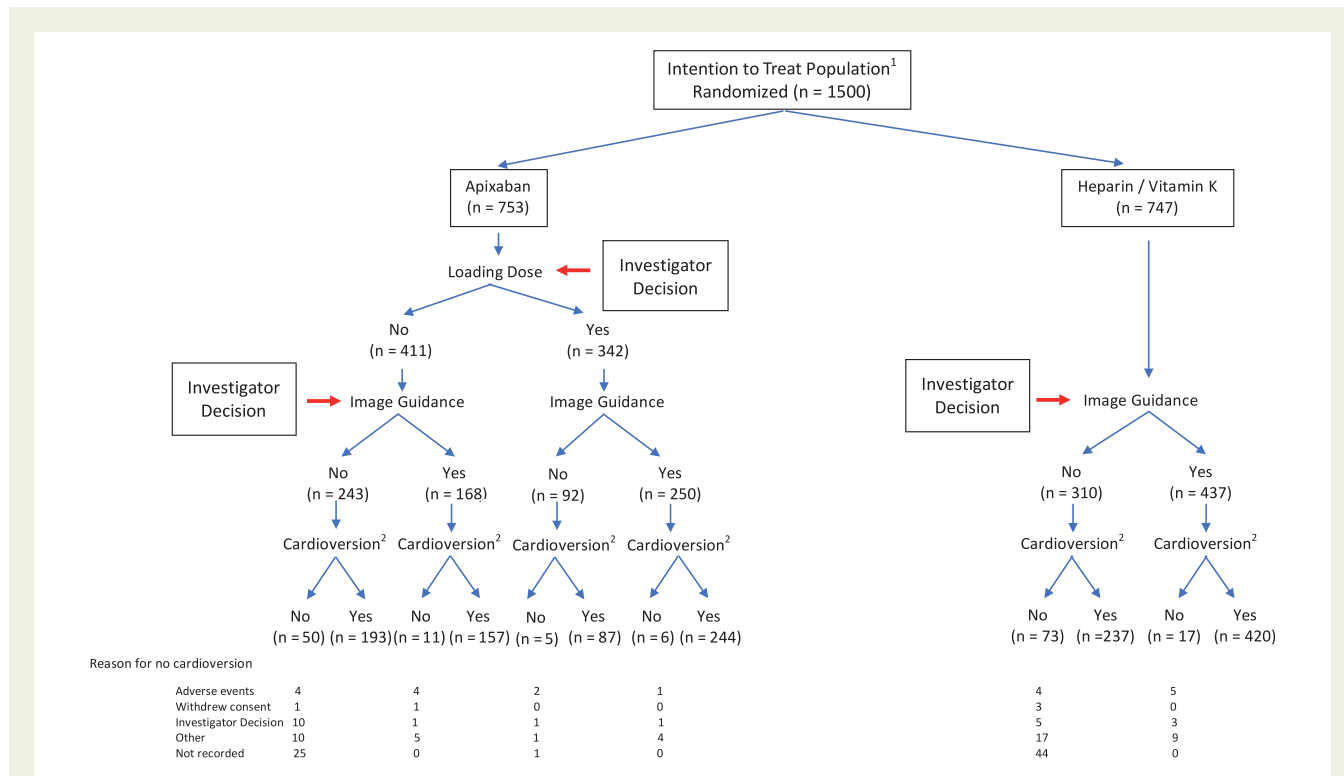 Intention to Treat Population1
Randomized (n = 1500)
Apixaban
(n = 753)
Heparin / Vitamin K
(n = 747)
Loading Dose
Investigator
Decision
No
(n = 411)
Yes
(n = 342)
Investigator
Decision
Image Guidance
Image Guidance
Investigator
Decision
Image Guidance
No
(n = 243)
Yes
(n = 168)
No
(n = 92)
Yes
(n = 250)
No
(n = 310)
Yes
(n = 437)
Cardioversion2 Cardioversion2 Cardioversion2 Cardioversion2 Cardioversion2 Cardioversion2
No Yes No Yes No Yes No Yes No Yes No Yes
(n = 50) (n = 193) (n = 11) (n = 157) (n = 5) (n = 87) (n = 6) (n = 244) (n = 73) (n =237) (n = 17) (n = 420)
Reason for no cardioversion
Adverse events 4 4 2 1 4 5
Withdrew consent 1 1 0 0 3 0
Investigator Decision 10 1 1 1 5 3
Other 10 5 1 4 17 9
Not recorded 25 0 1 0 44 0